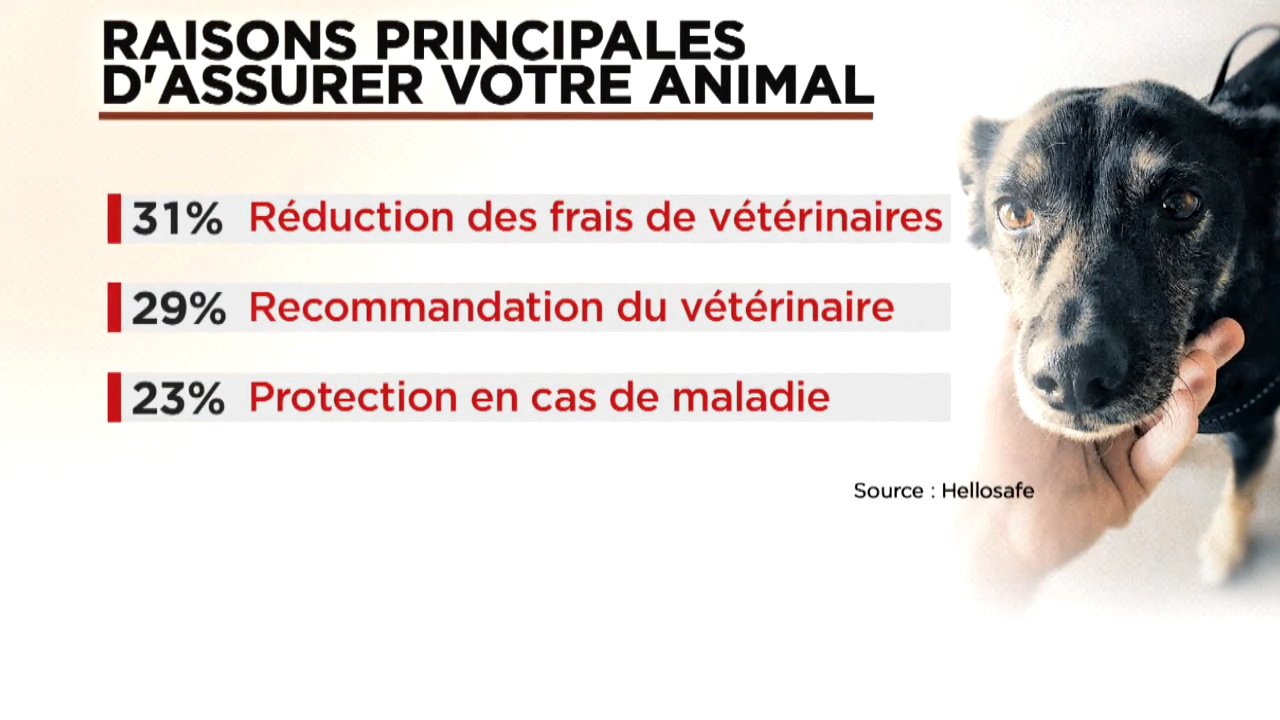 RAISONS PRINCIPALES
D'ASSURER VOTRE ANIMAL
31% Réduction des frais de vétérinaires
29% Recommandation du vétérinaire
23% Protection en cas de maladie
Source : Hellosafe